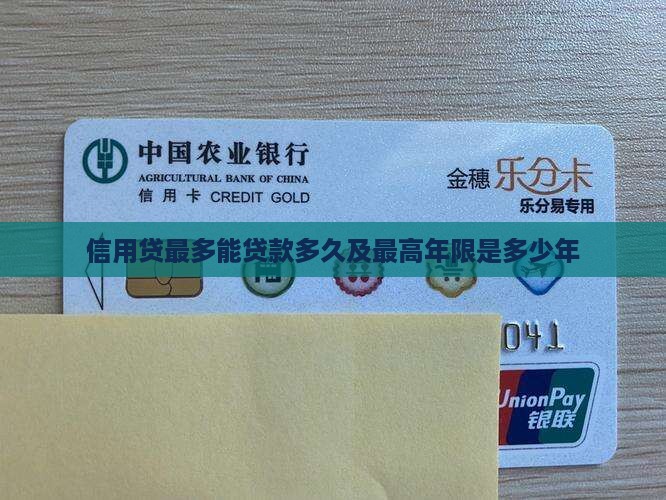 中国农业银行
AGRICULTURAL BANK OF CHINA
信用卡 CREDIT GOLD
金穗 乐分卡
乐分易专用
信用贷最多能贷款多久及最高年限是多少年
041
UnionPay
银联